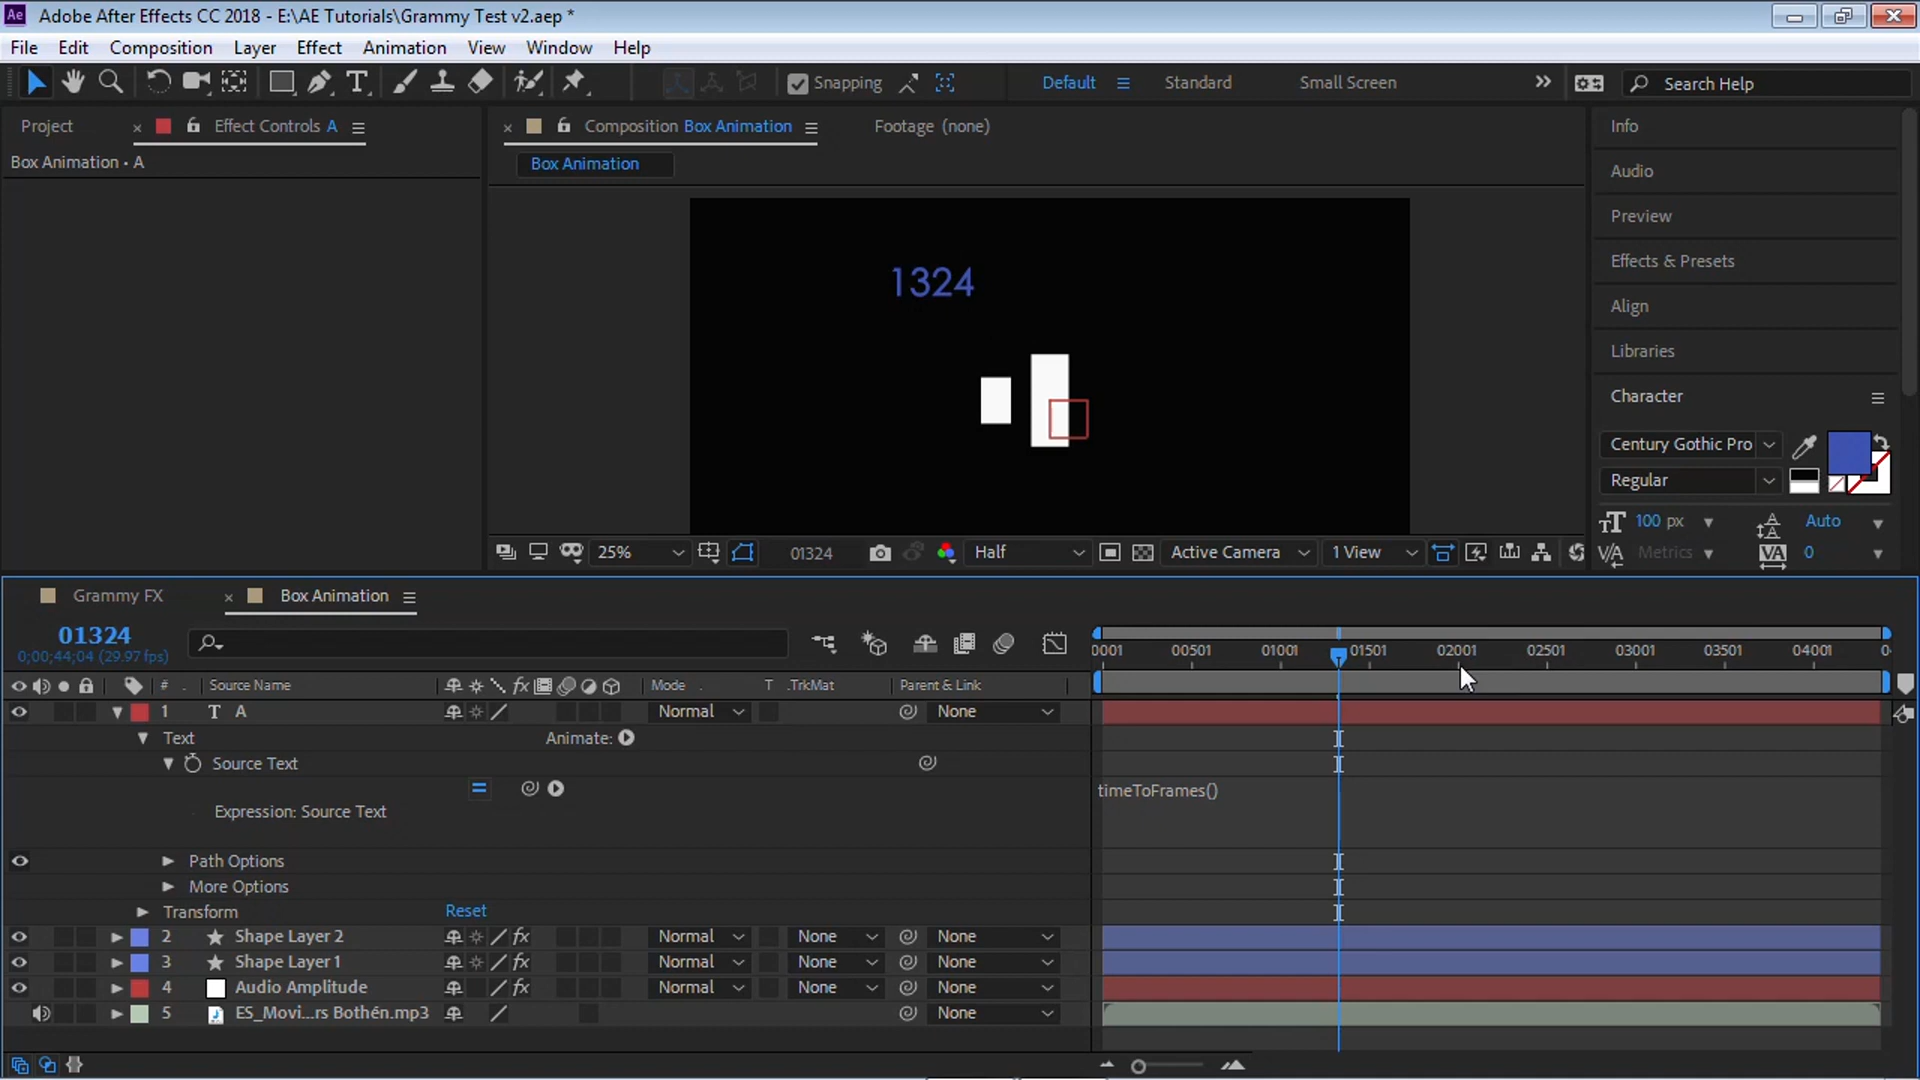 Ae Adobe After Effects CC 2018 - E:\AE Tutorials\Grammy Test v2.aep *
File Edit Composition Layer Effect Animation View Window Help
Snapping Default Standard Small Screen Search Help
Project Effect Controls A Composition Box Animation Footage (none) Info
Box Animation • A
Box Animation
Audio
Preview
Effects & Presets
Align
Libraries
Character
1324
Century Gothic Pro
Regular
100 px Auto
Metrics 0
25% 01324 Half Active Camera 1 View
Grammy FX Box Animation
01324
0;00;44;04 (29.97 fps)
0001 00501 01001 01501 02001 02501 03001 03501 04001 0
# . Source Name fx Mode . T .TrkMat Parent & Link
1 T A Normal None
Text Animate:
Source Text
timeToFrames()
Expression: Source Text
Path Options
More Options
Transform Reset
2 Shape Layer 2 fx Normal None None
3 Shape Layer 1 fx Normal None None
4 Audio Amplitude fx Normal None None
5 ES_Movi...rs Bothén.mp3 None